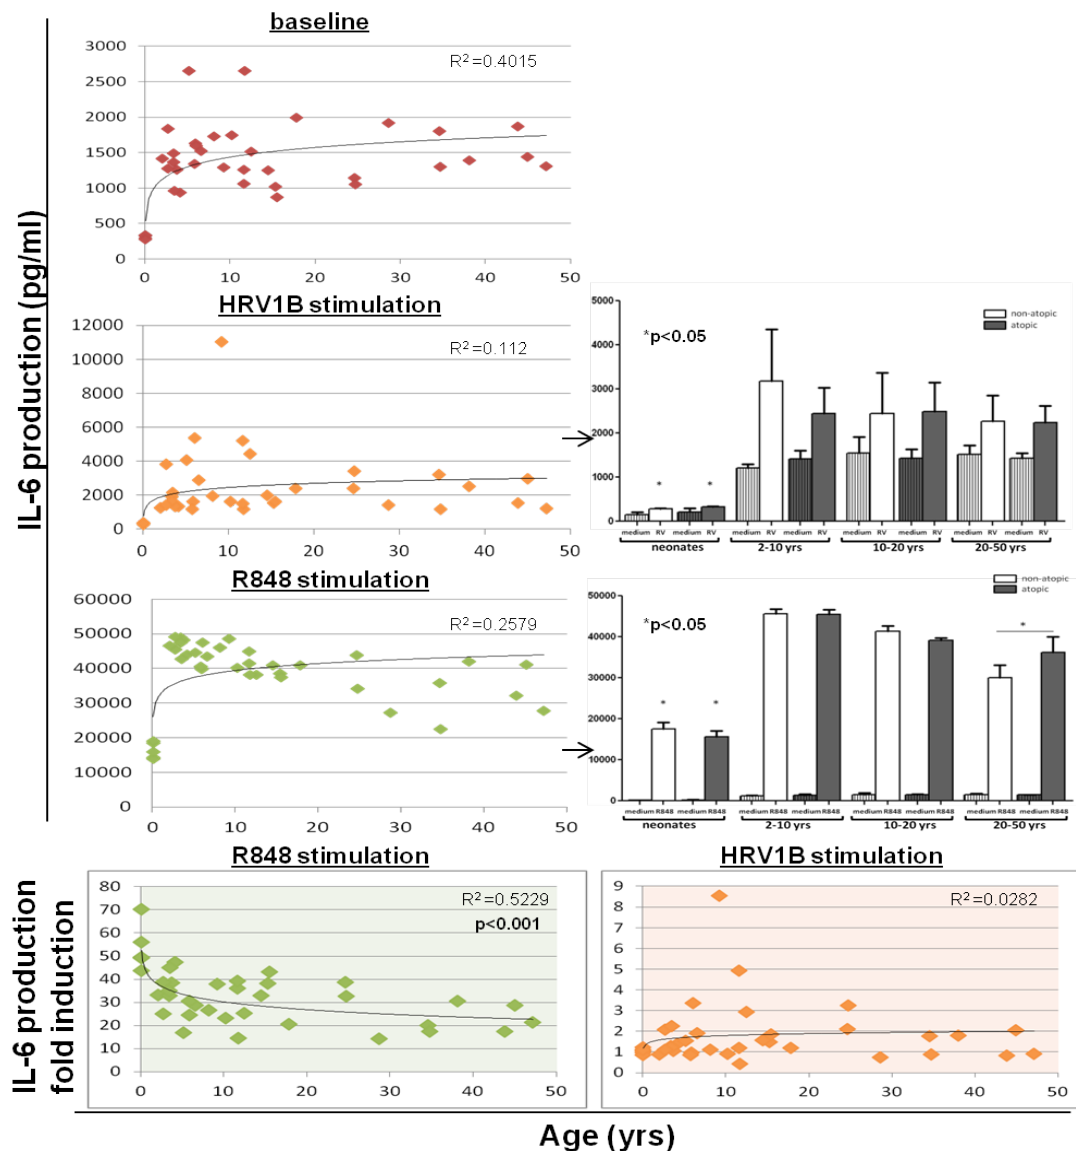 baseline
R²=0.4015
3000
2500
2000
1500
1000
500
0
0 10 20 30 40 50
IL-6 production (pg/ml)
HRV1B stimulation
R²=0.112
12000
10000
8000
6000
4000
2000
0
0 10 20 30 40 50
5000
4000
3000
2000
1000
0
*p<0.05
non-atopic
atopic
* *
medium RV medium RV medium RV medium RV medium RV medium RV medium RV medium RV
neonates 2-10 yrs 10-20 yrs 20-50 yrs
R848 stimulation
R²=0.2579
60000
50000
40000
30000
20000
10000
0
0 10 20 30 40 50
50000
40000
30000
20000
10000
0
*p<0.05
non-atopic
atopic
* * *
medium R848 medium R848 medium R848 medium R848 medium R848 medium R848 medium R848 medium R848
neonates 2-10 yrs 10-20 yrs 20-50 yrs
R848 stimulation
R²=0.5229
p<0.001
80
70
60
50
40
30
20
10
0
0 10 20 30 40 50
IL-6 production
fold induction
HRV1B stimulation
R²=0.0282
9
8
7
6
5
4
3
2
1
0
0 10 20 30 40 50
Age (yrs)